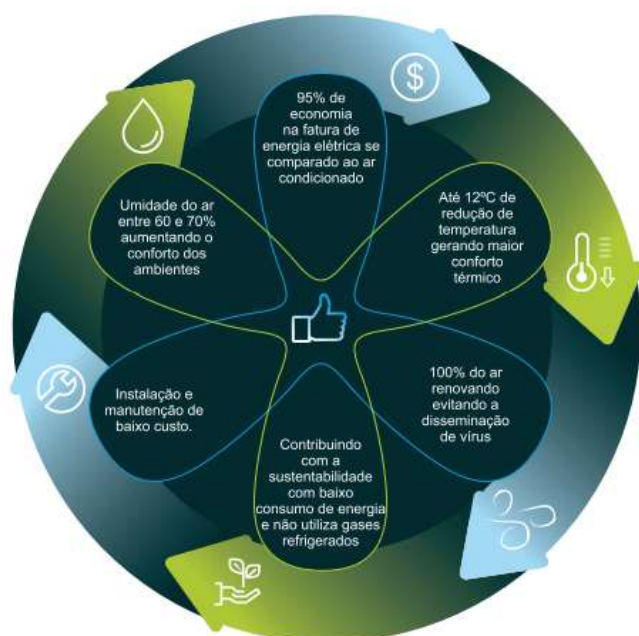 $
95% de
economia
na fatura de
energia elétrica se
comparado ao ar
condicionado
Até 12ºC de
redução de
temperatura
gerando maior
conforto
térmico
100% do ar
renovando
evitando a
disseminação
de vírus
Contribuindo
com a
sustentabilidade
com baixo
consumo de energia
e não utiliza gases
refrigerados
Instalação e
manutenção de
baixo custo.
Umidade do ar
entre 60 e 70%
aumentando o
conforto dos
ambientes